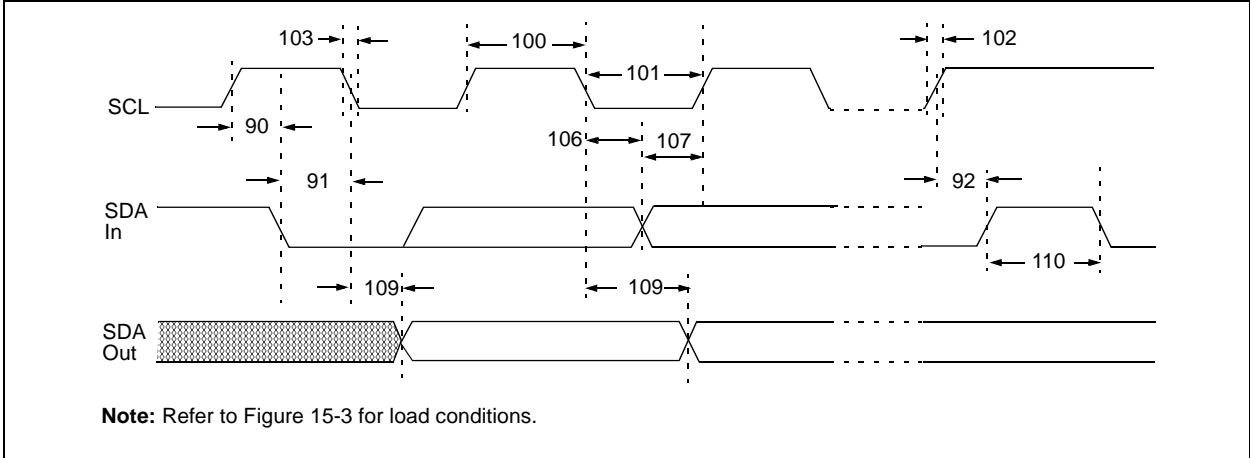 103
100
102
101
SCL
90
106
107
91
92
SDA
In
110
109
109
SDA
Out
Note: Refer to Figure 15-3 for load conditions.